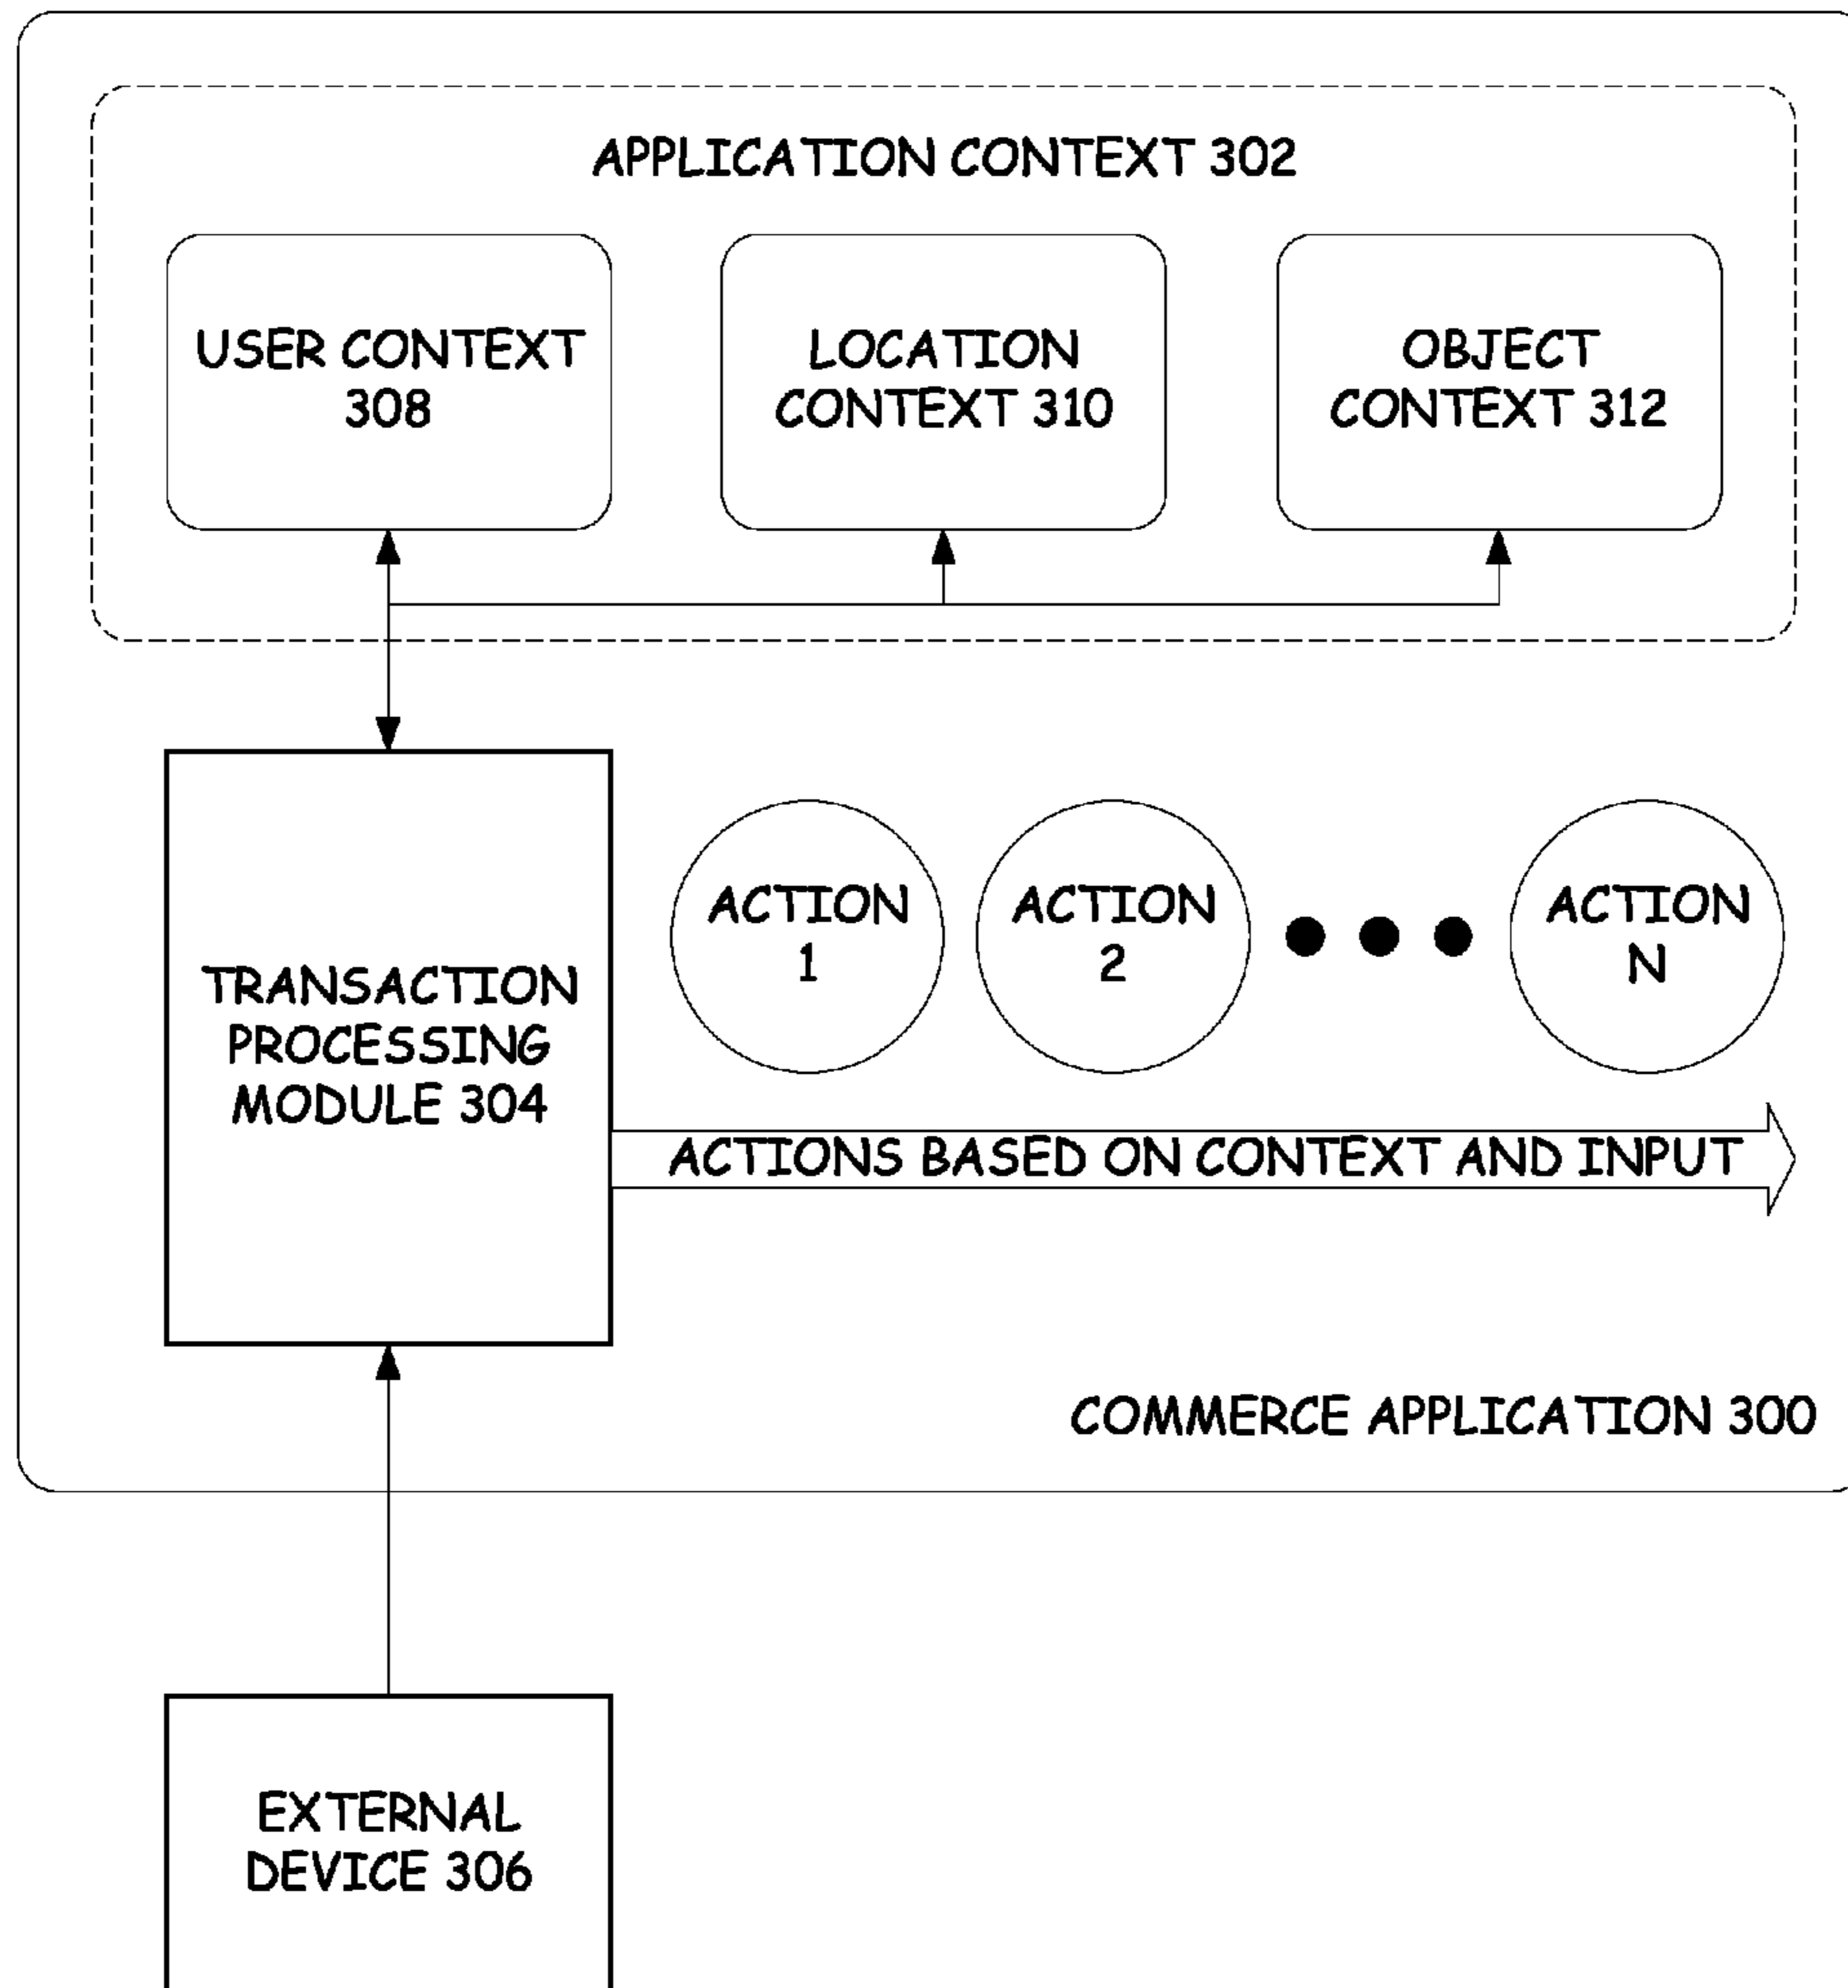 APPLICATION CONTEXT 302
USER CONTEXT
308
LOCATION
CONTEXT 310
OBJECT
CONTEXT 312
TRANSACTION
PROCESSING
MODULE 304
ACTION
1
ACTION
2
ACTION
N
ACTIONS BASED ON CONTEXT AND INPUT
COMMERCE APPLICATION 300
EXTERNAL
DEVICE 306